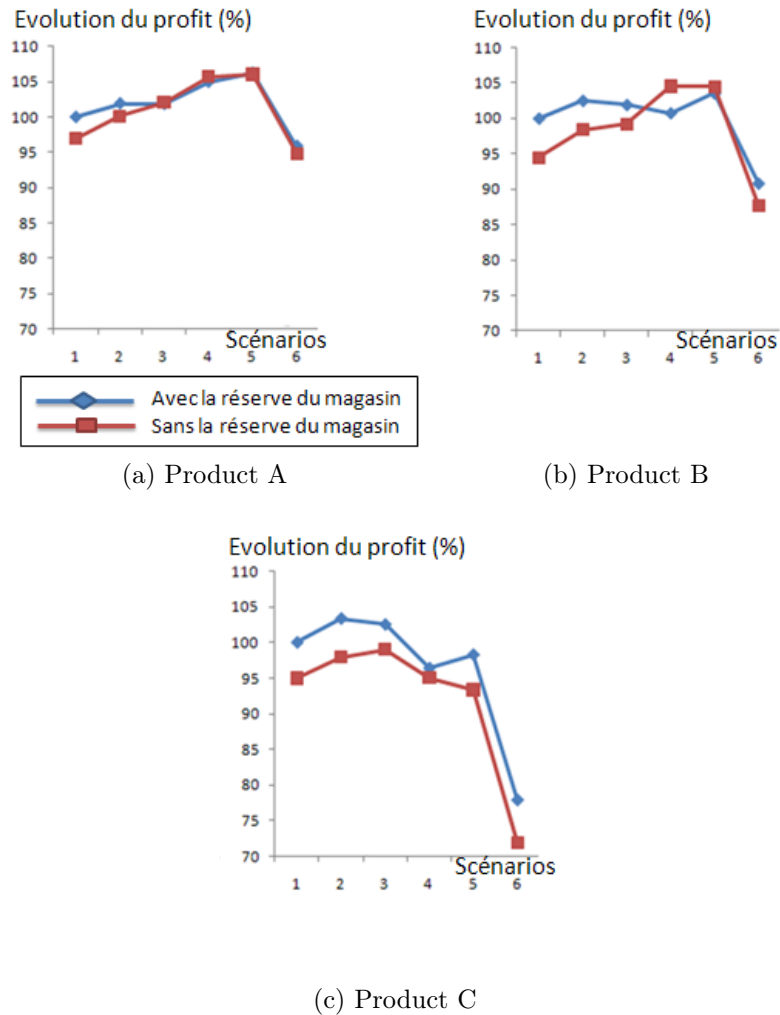 Evolution du profit (%)
110
105
100
95
90
85
80
75
70
Scénarios
1 2 3 4 5 6
Avec la réserve du magasin
Sans la réserve du magasin
(a) Product A
Evolution du profit (%)
110
105
100
95
90
85
80
75
70
Scénarios
1 2 3 4 5 6
(b) Product B
Evolution du profit (%)
110
105
100
95
90
85
80
75
70
Scénarios
1 2 3 4 5 6
(c) Product C